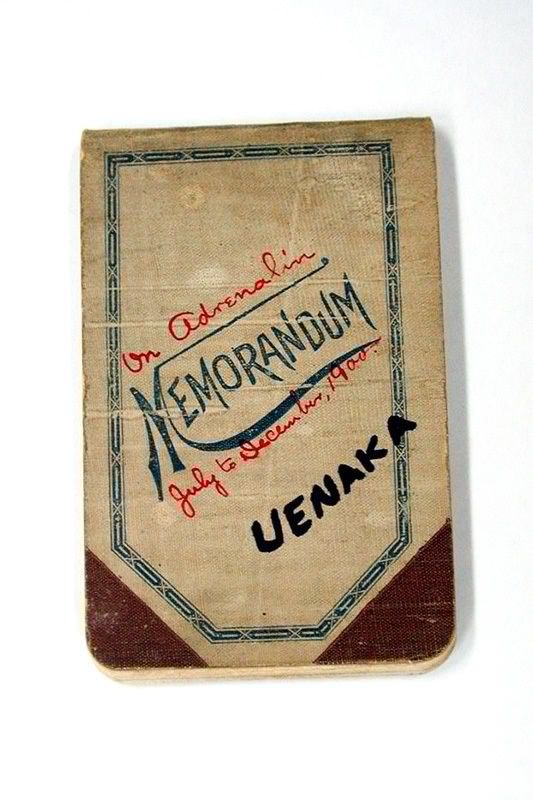 On Adrenalin
MEMORANDUM
July to December, 1900.
UENAKA